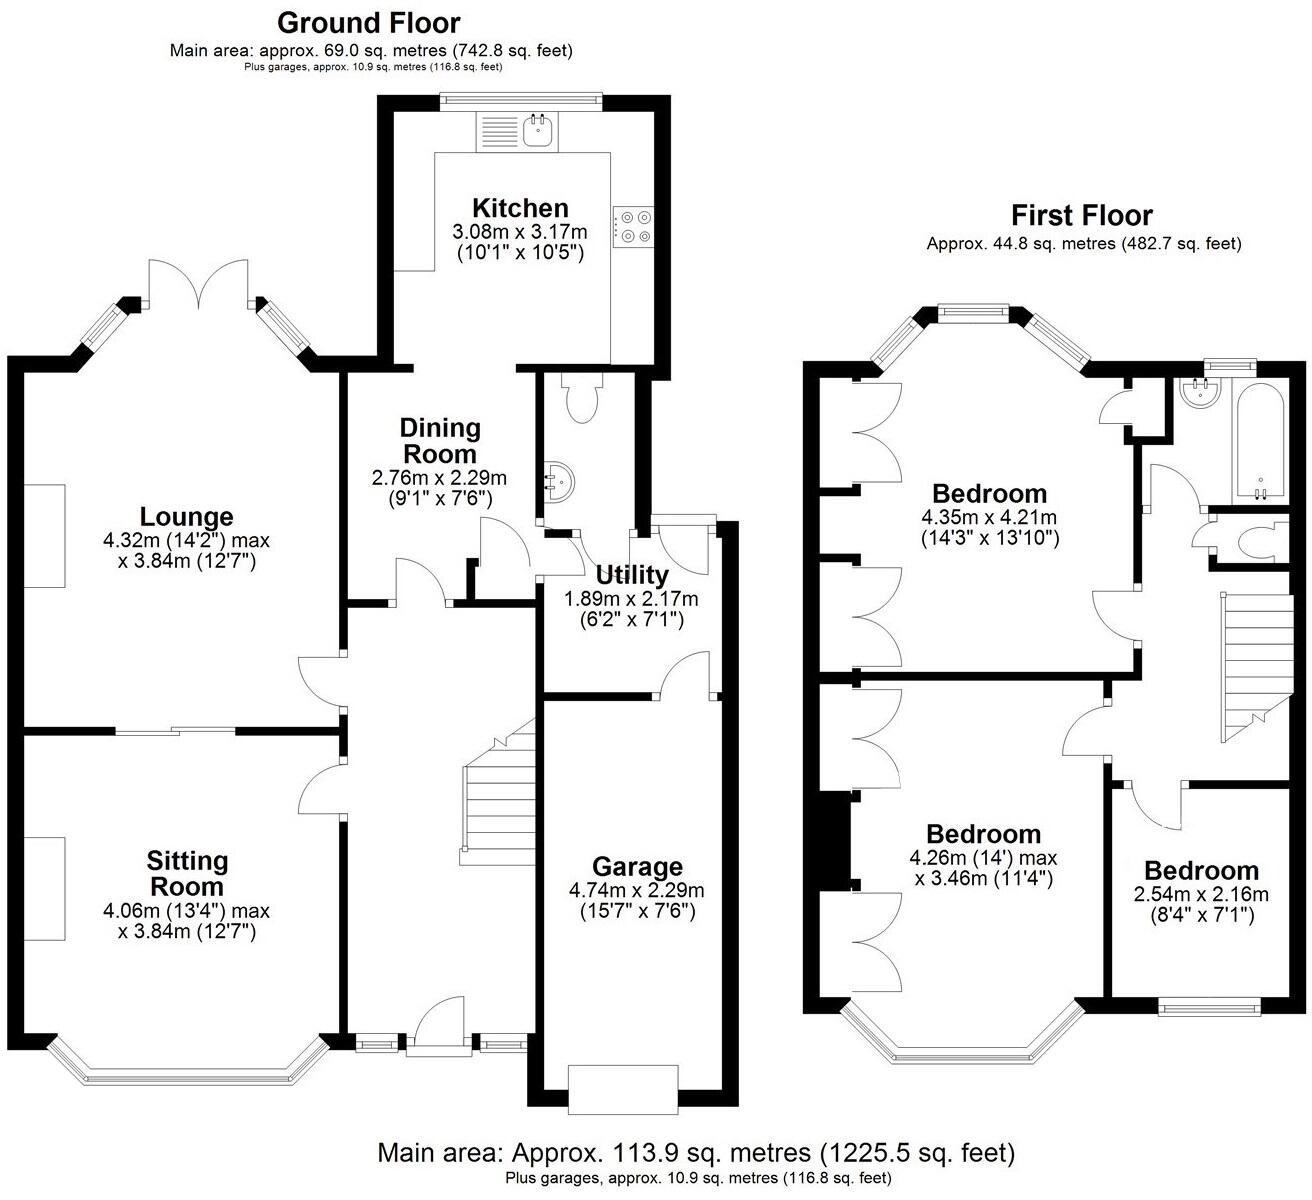 Ground Floor
Main area: approx. 69.0 sq. metres (742.8 sq. feet)
Plus garages, approx. 10.9 sq. metres (116.8 sq. feet)
Kitchen
3.08m x 3.17m
(10'1" x 10'5")
Dining
Room
2.76m x 2.29m
(9'1" x 7'6")
Lounge
4.32m (14'2") max
x 3.84m (12'7")
Utility
1.89m x 2.17m
(6'2" x 7'1")
Sitting
Room
4.06m (13'4") max
x 3.84m (12'7")
Garage
4.74m x 2.29m
(15'7" x 7'6")
First Floor
Approx. 44.8 sq. metres (482.7 sq. feet)
Bedroom
4.35m x 4.21m
(14'3" x 13'10")
Bedroom
4.26m (14') max
x 3.46m (11'4")
Bedroom
2.54m x 2.16m
(8'4" x 7'1")
Main area: Approx. 113.9 sq. metres (1225.5 sq. feet)
Plus garages, approx. 10.9 sq. metres (116.8 sq. feet)